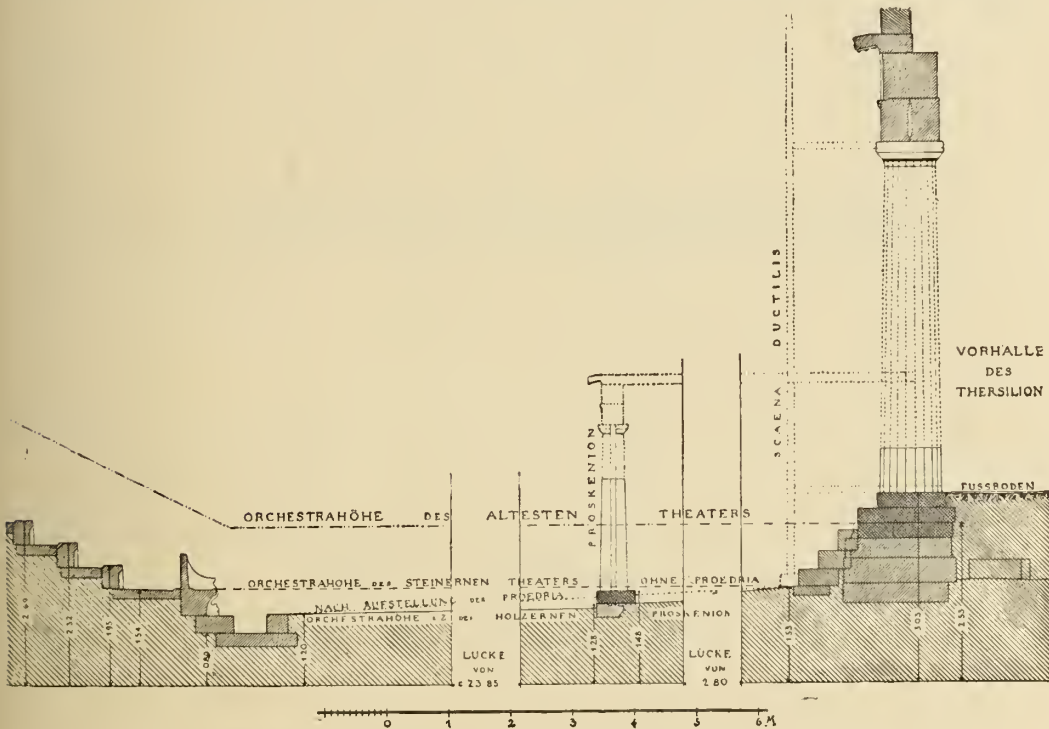 SCAENA DUCTILIS
VORHALLE
DES
THERSILION
PROSKENION
FUSSBODEN
ORCHESTRAHÖHE DES ÄLTESTEN THEATERS
ORCHESTRAHÖHE DES STEINERNEN THEATERS OHNE PROEDRIA
NACH AUFSTELLUNG DER PROEDRIA
ORCHESTRAHÖHE Z Z DES HÖLZERNEN PROSKENION
2 69
2 32
1 95
1 54
0 89
1 20
LÜCKE
VON
c 23 85
1 28
1 48
LÜCKE
VON
2 80
1 53
3 03
2 53
0 1 2 3 4 5 6 M